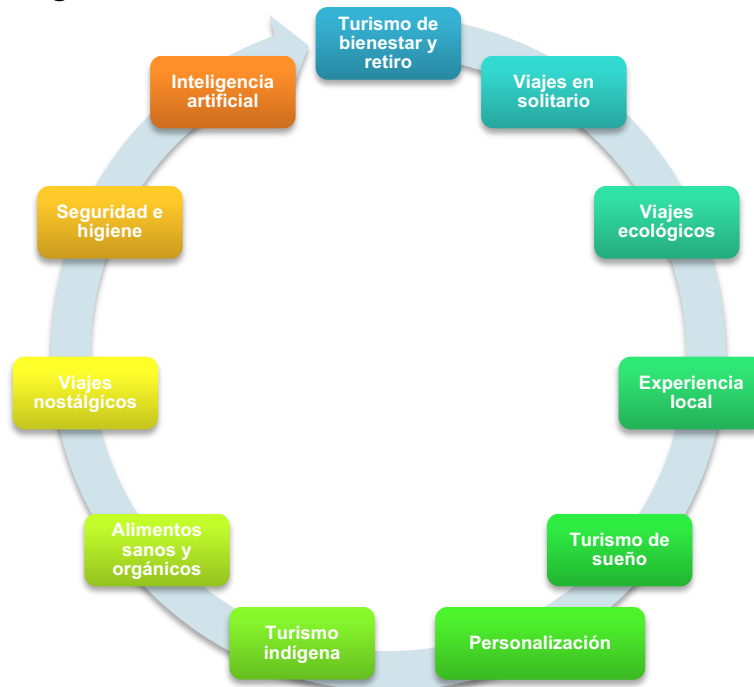 Turismo de
bienestar y
retiro
Viajes en
solitario
Viajes
ecológicos
Experiencia
local
Turismo de
sueño
Personalización
Turismo
indígena
Alimentos
sanos y
orgánicos
Viajes
nostálgicos
Seguridad e
higiene
Inteligencia
artificial